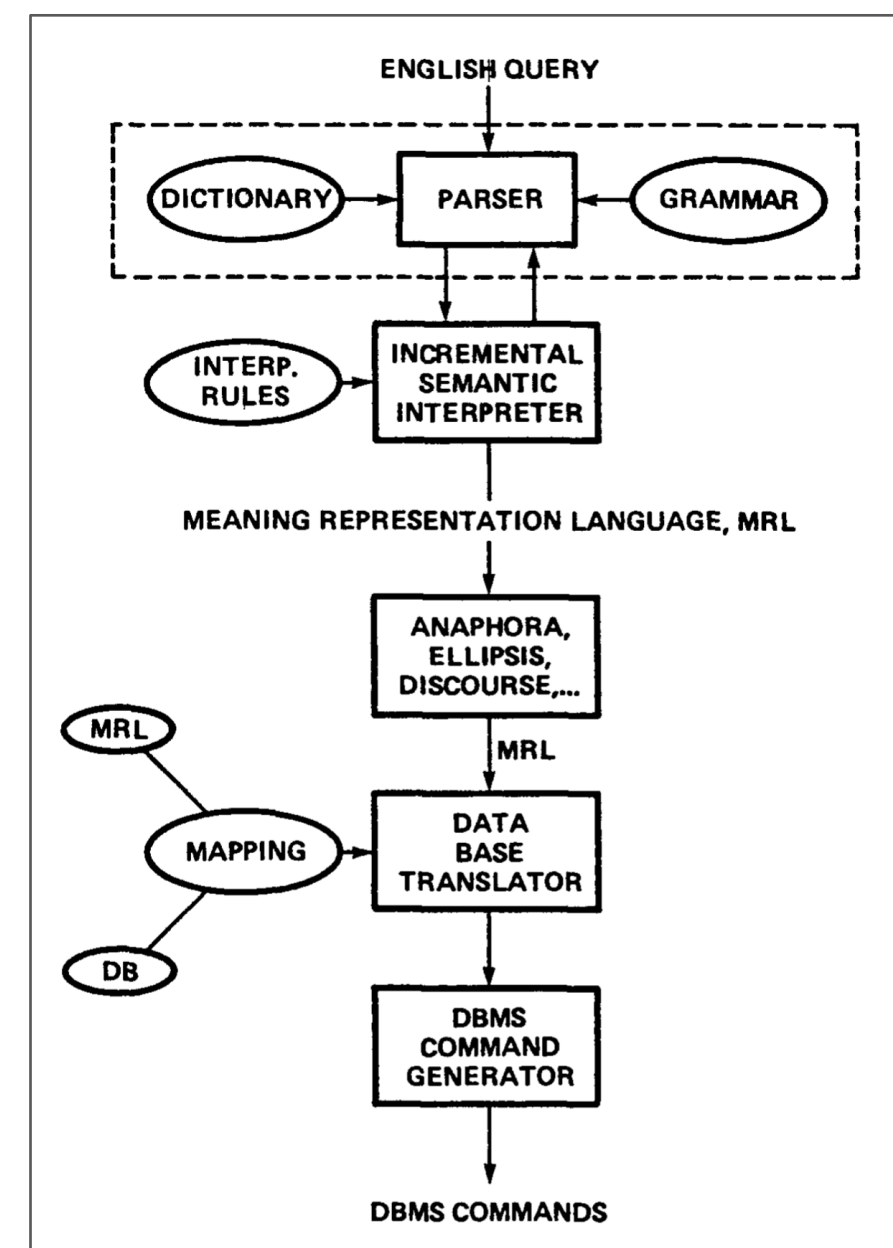 ENGLISH QUERY
DICTIONARY
PARSER
GRAMMAR
INTERP.
RULES
INCREMENTAL
SEMANTIC
INTERPRETER
MEANING REPRESENTATION LANGUAGE, MRL
ANAPHORA,
ELLIPSIS,
DISCOURSE,...
MRL
MRL
MAPPING
DATA
BASE
TRANSLATOR
DB
DBMS
COMMAND
GENERATOR
DBMS COMMANDS